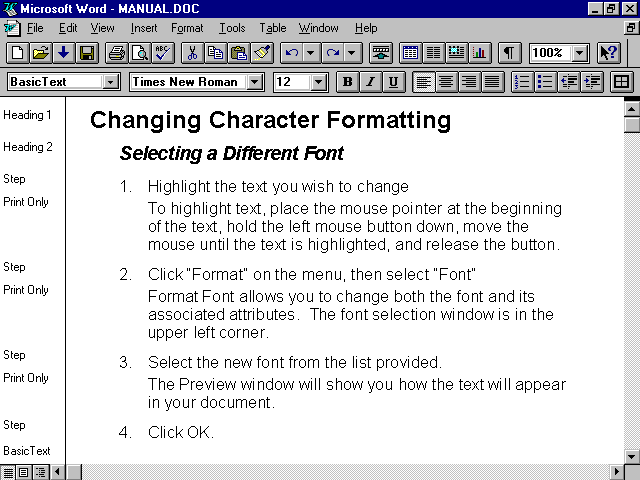 Microsoft Word - MANUAL.DOC
File Edit View Insert Format Tools Table Window Help
ABC ¶ 100% ?
BasicText Times New Roman 12 B I U
Heading 1 Changing Character Formatting
Heading 2 Selecting a Different Font
Step 1. Highlight the text you wish to change
Print Only To highlight text, place the mouse pointer at the beginning
of the text, hold the left mouse button down, move the
mouse until the text is highlighted, and release the button.
Step 2. Click "Format" on the menu, then select "Font"
Print Only Format Font allows you to change both the font and its
associated attributes. The font selection window is in the
upper left corner.
Step 3. Select the new font from the list provided.
Print Only The Preview window will show you how the text will appear
in your document.
Step 4. Click OK.
BasicText